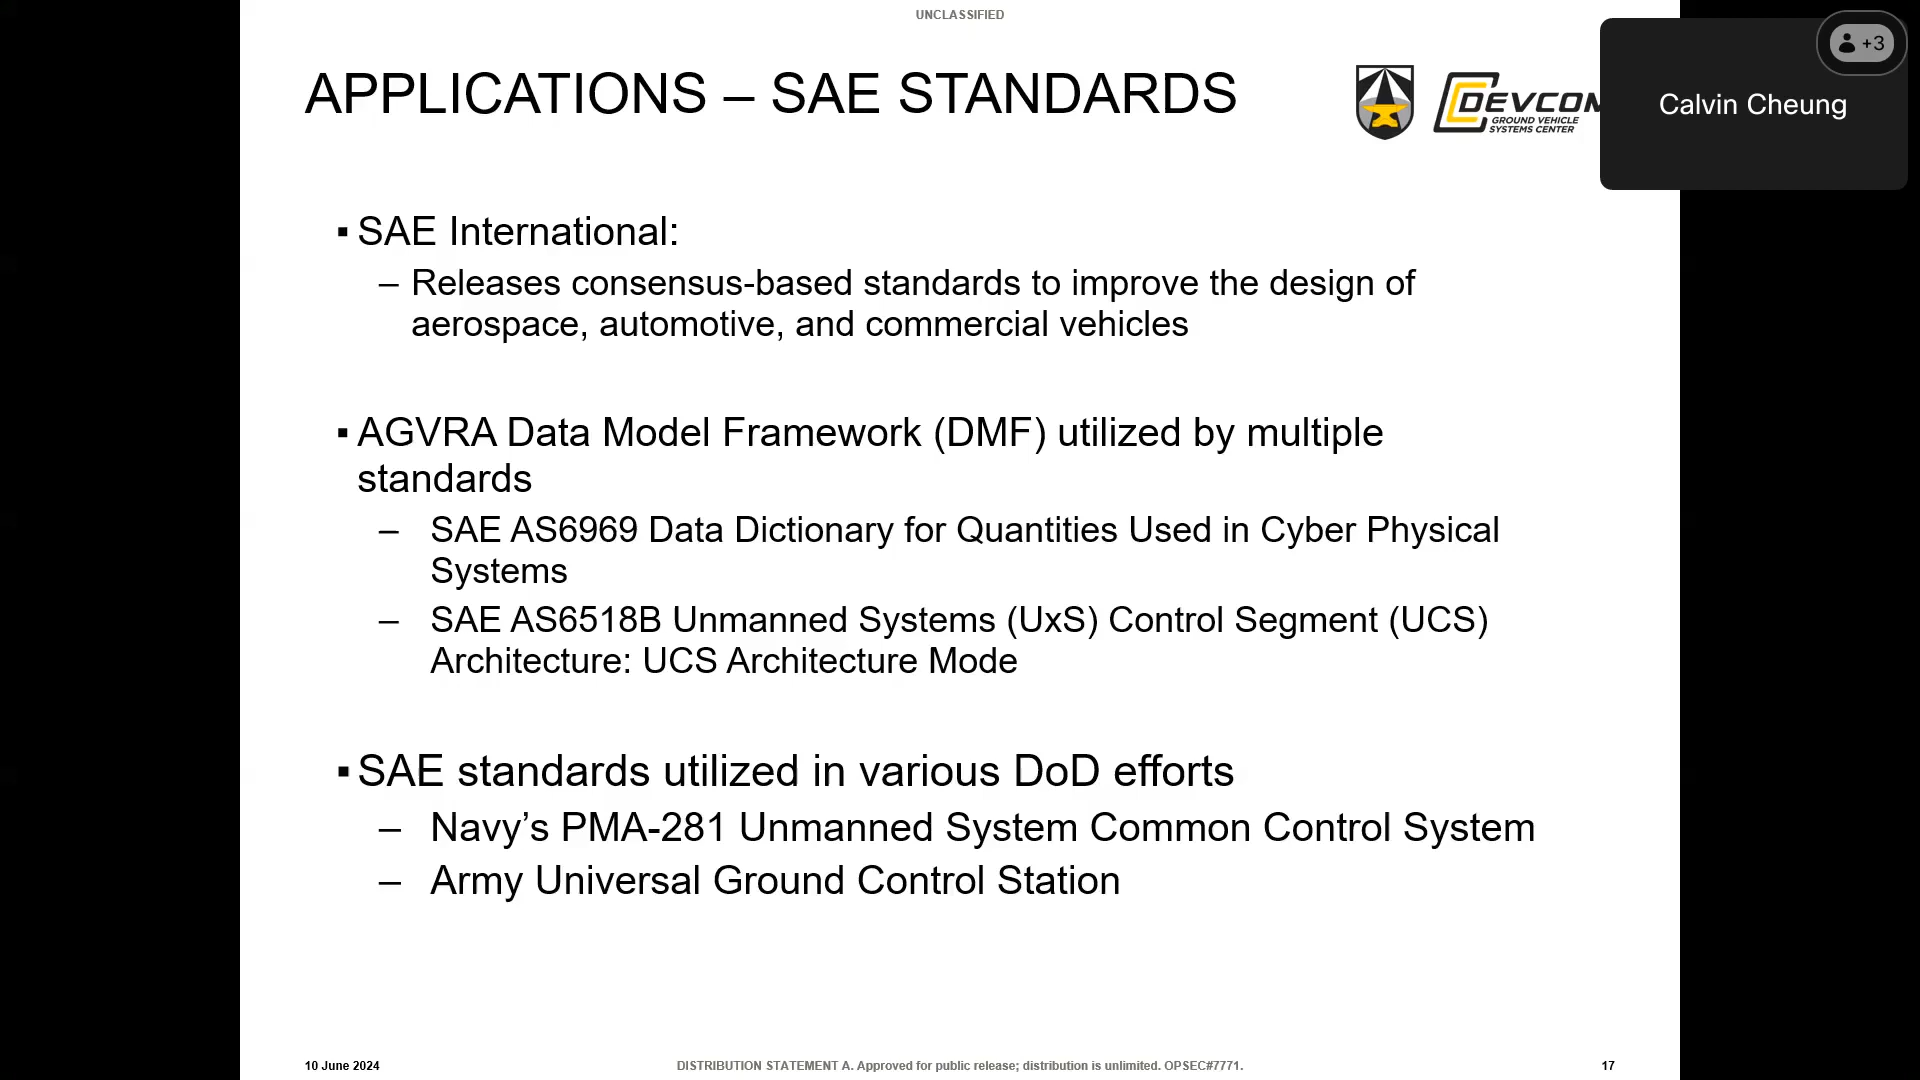 UNCLASSIFIED
APPLICATIONS – SAE STANDARDS
DEVCOM
GROUND VEHICLE
SYSTEMS CENTER
+3
Calvin Cheung
▪ SAE International:
– Releases consensus-based standards to improve the design of
aerospace, automotive, and commercial vehicles
▪ AGVRA Data Model Framework (DMF) utilized by multiple
standards
– SAE AS6969 Data Dictionary for Quantities Used in Cyber Physical
Systems
– SAE AS6518B Unmanned Systems (UxS) Control Segment (UCS)
Architecture: UCS Architecture Mode
▪ SAE standards utilized in various DoD efforts
– Navy’s PMA-281 Unmanned System Common Control System
– Army Universal Ground Control Station
10 June 2024
DISTRIBUTION STATEMENT A. Approved for public release; distribution is unlimited. OPSEC#7771.
17